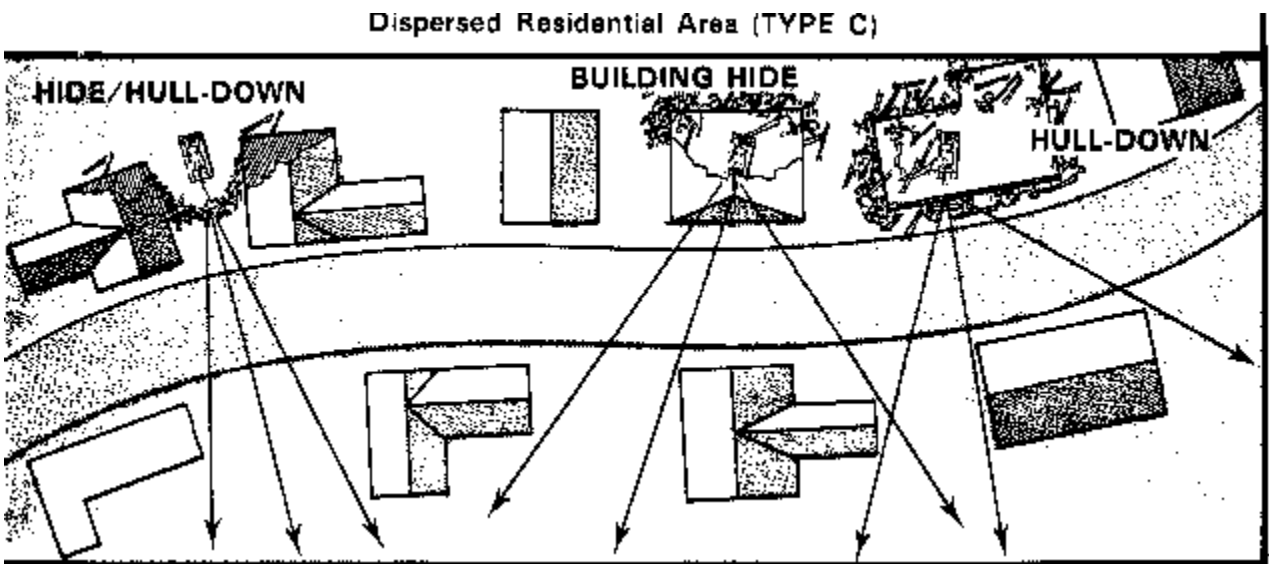 Dispersed Residential Area (TYPE C)
HIDE/HULL-DOWN
BUILDING HIDE
HULL-DOWN